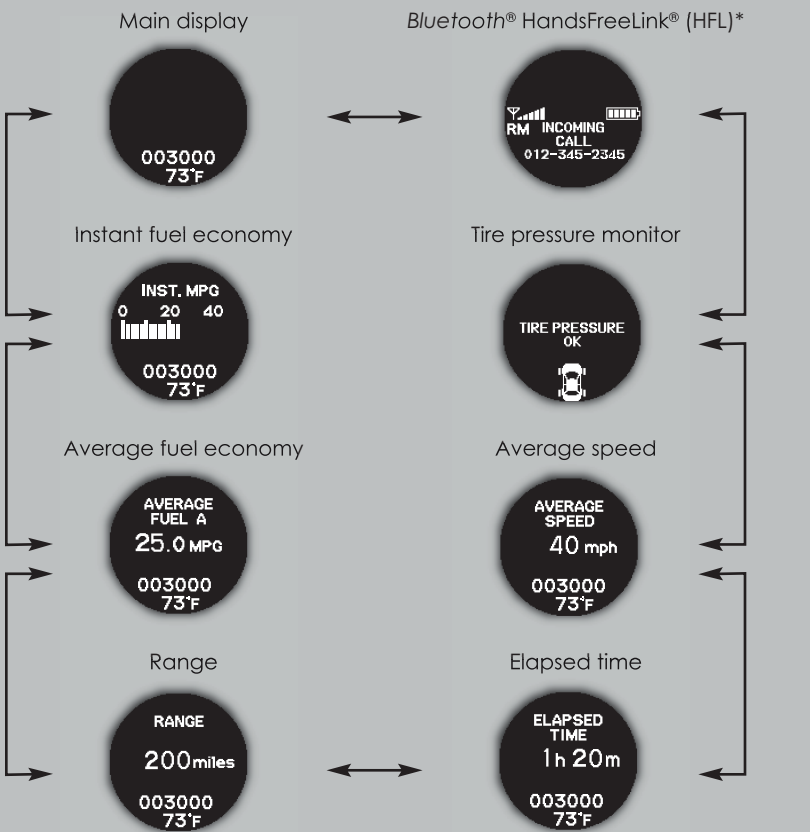 Main display
Bluetooth® HandsFreeLink® (HFL)*
003000
73°F
RM INCOMING
CALL
012-345-2345
Instant fuel economy
Tire pressure monitor
INST. MPG
0 20 40
003000
73°F
TIRE PRESSURE
OK
Average fuel economy
Average speed
AVERAGE
FUEL A
25.0 MPG
003000
73°F
AVERAGE
SPEED
40 mph
003000
73°F
Range
Elapsed time
RANGE
200 miles
003000
73°F
ELAPSED
TIME
1h 20m
003000
73°F